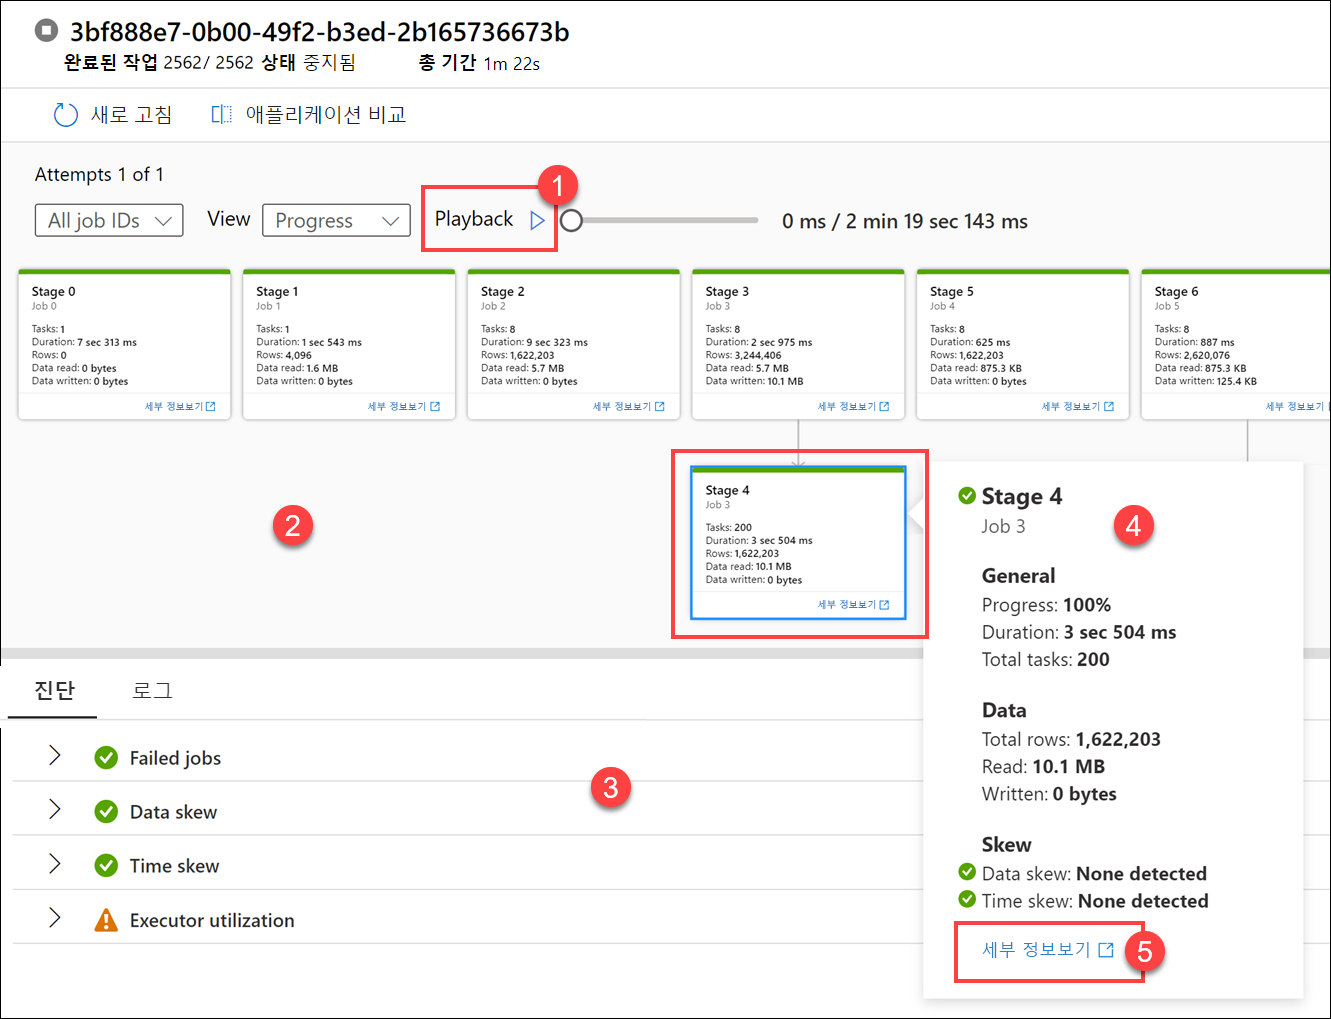 3bf888e7-0b00-49f2-b3ed-2b165736673b
완료된 작업 2562/ 2562 상태 중지됨 총 기간 1m 22s
새로 고침 애플리케이션 비교
Attempts 1 of 1
1
All job IDs View Progress Playback 0 ms / 2 min 19 sec 143 ms
Stage 0
Job 0
Tasks: 1
Duration: 7 sec 313 ms
Rows: 0
Data read: 0 bytes
Data written: 0 bytes
세부 정보보기
Stage 1
Job 1
Tasks: 1
Duration: 1 sec 543 ms
Rows: 4,096
Data read: 1.6 MB
Data written: 0 bytes
세부 정보보기
Stage 2
Job 2
Tasks: 8
Duration: 9 sec 323 ms
Rows: 1,622,203
Data read: 5.7 MB
Data written: 0 bytes
세부 정보보기
Stage 3
Job 3
Tasks: 8
Duration: 2 sec 975 ms
Rows: 3,244,406
Data read: 5.7 MB
Data written: 10.1 MB
세부 정보보기
Stage 5
Job 4
Tasks: 8
Duration: 625 ms
Rows: 1,622,203
Data read: 875.3 KB
Data written: 0 bytes
세부 정보보기
Stage 6
Job 5
Tasks: 8
Duration: 887 ms
Rows: 2,620,076
Data read: 875.3 KB
Data written: 125.4 KB
세부 정보보기
2
Stage 4
Job 3
Tasks: 200
Duration: 3 sec 504 ms
Rows: 1,622,203
Data read: 10.1 MB
Data written: 0 bytes
세부 정보보기
Stage 4
Job 3
4
General
Progress: 100%
Duration: 3 sec 504 ms
Total tasks: 200
Data
Total rows: 1,622,203
Read: 10.1 MB
Written: 0 bytes
Skew
Data skew: None detected
Time skew: None detected
세부 정보보기
5
진단 로그
Failed jobs
3
Data skew
Time skew
Executor utilization